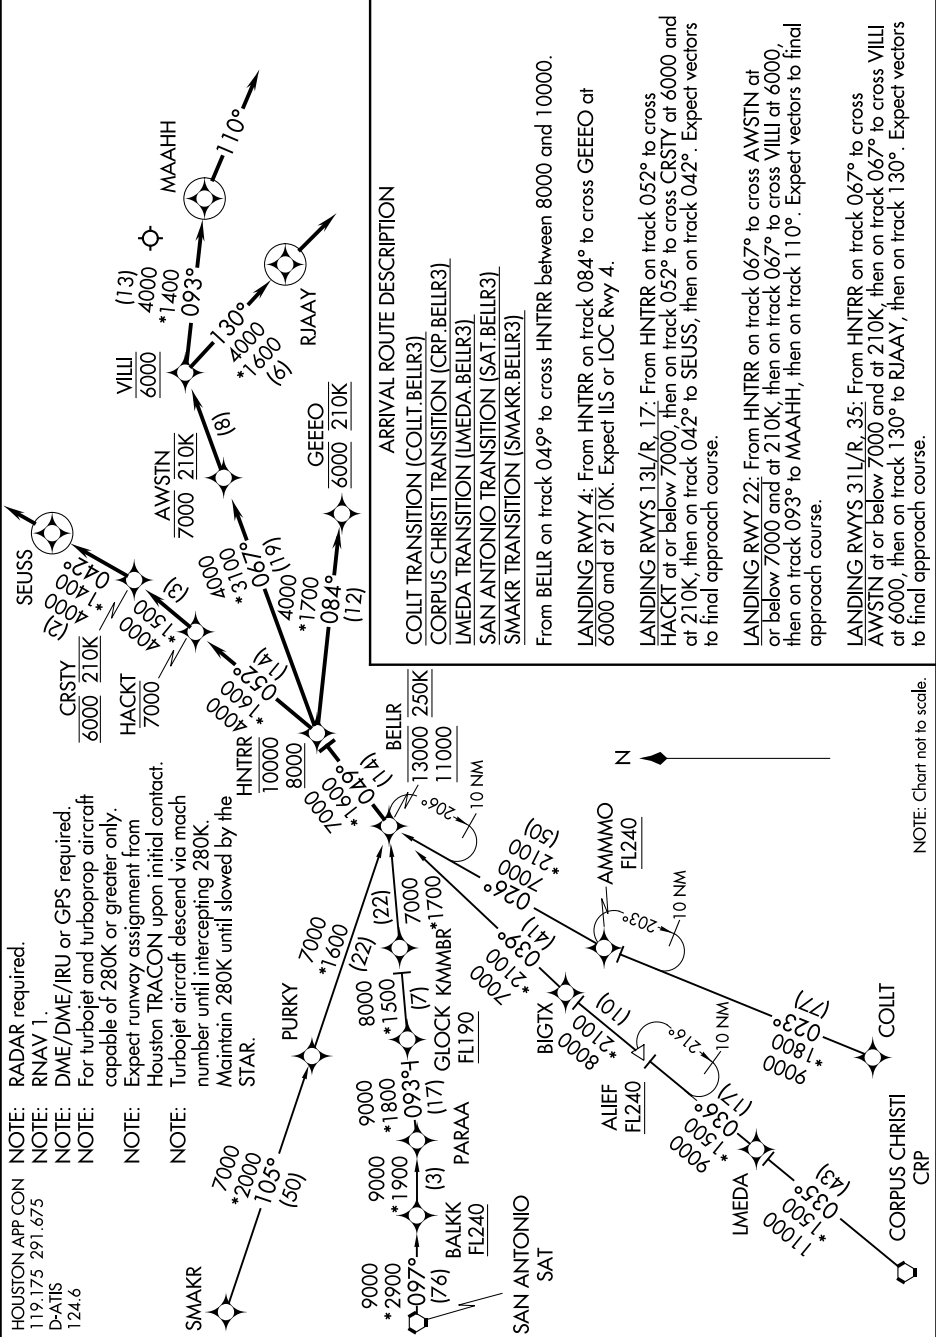 HOUSTON APP CON
119.175 291.675
D-ATIS
124.6
NOTE: RADAR required.
NOTE: RNAV 1.
NOTE: DME/DME/IRU or GPS required.
NOTE: For turbojet and turboprop aircraft
capable of 280K or greater only.
NOTE: Expect runway assignment from
Houston TRACON upon initial contact.
NOTE: Turbojet aircraft descend via mach
number until intercepting 280K.
Maintain 280K until slowed by the
STAR.
SMAKR
7000
*2000
105°
(50)
PURKY
7000
*1600
(22)
SAN ANTONIO
SAT
9000
*2900
097°
(76)
BALKK
FL240
9000
*1900
(3)
PARAA
9000
*1800
093°
(17)
GLOCK
FL190
8000
*1500
(7)
KMMBR
7000
*1700
(22)
CORPUS CHRISTI
CRP
11000
*1500
035°
(43)
LMEDA
9000
*1500
036°
(17)
ALIEF
FL240
216°
10 NM
8000
*2100
(10)
BIGTX
7000
*2100
039°
(41)
COLLT
9000
*1800
023°
(77)
AMMMO
FL240
203°
10 NM
7000
*2100
(50)
026°
BELLR
13000 250K
11000
206°
10 NM
7000
*1600
049°
(14)
HNTRR
10000
8000
4000
*1600
052°
(14)
HACKT
7000
4000
*1500
(3)
CRSTY
6000 210K
4000
*1400
042°
(2)
SEUSS
4000
*3100
067°
(19)
AWSTN
7000 210K
(8)
VILLI
6000
(13)
4000
*1400
093°
MAAHH
110°
130°
4000
*1600
(6)
RJAAY
4000
*1700
084°
(12)
GEEEO
6000 210K
N
NOTE: Chart not to scale.
ARRIVAL ROUTE DESCRIPTION
COLLT TRANSITION (COLLT.BELLR3)
CORPUS CHRISTI TRANSITION (CRP.BELLR3)
LMEDA TRANSITION (LMEDA.BELLR3)
SAN ANTONIO TRANSITION (SAT.BELLR3)
SMAKR TRANSITION (SMAKR.BELLR3)
From BELLR on track 049° to cross HNTRR between 8000 and 10000.
LANDING RWY 4: From HNTRR on track 084° to cross GEEEO at
6000 and at 210K. Expect ILS or LOC Rwy 4.
LANDING RWYS 13L/R, 17: From HNTRR on track 052° to cross
HACKT at or below 7000, then on track 052° to cross CRSTY at 6000 and
at 210K, then on track 042° to SEUSS, then on track 042°. Expect vectors
to final approach course.
LANDING RWY 22: From HNTRR on track 067° to cross AWSTN at
or below 7000 and at 210K, then on track 067° to cross VILLI at 6000,
then on track 093° to MAAHH, then on track 110°. Expect vectors to final
approach course.
LANDING RWYS 31L/R, 35: From HNTRR on track 067° to cross
AWSTN at or below 7000 and at 210K, then on track 067° to cross VILLI
at 6000, then on track 130° to RJAAY, then on track 130°. Expect vectors
to final approach course.